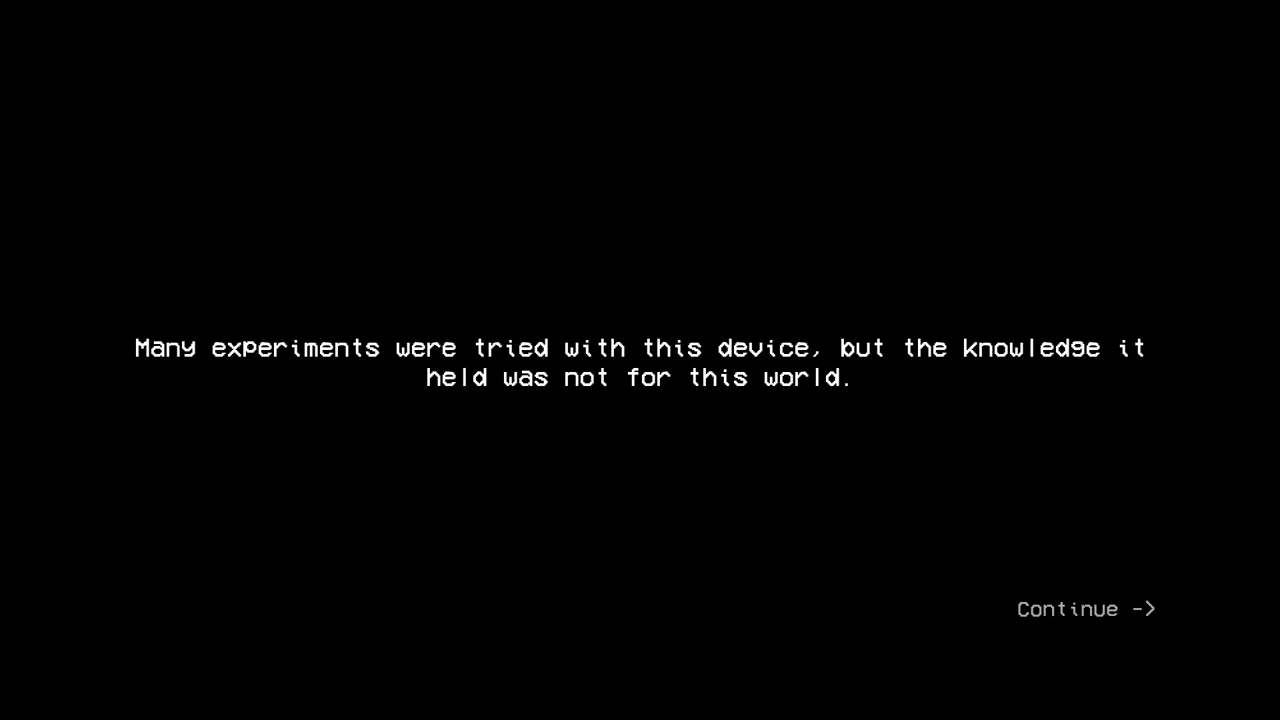 Many experiments were tried with this device, but the knowledge it
held was not for this world.
Continue ->